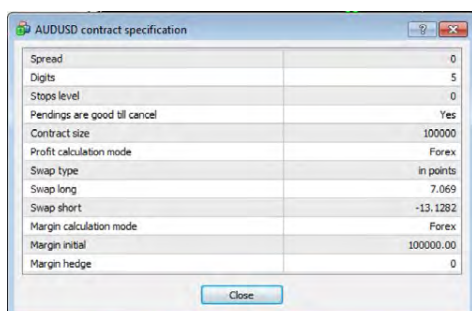 AUDUSD contract specification
Spread 0
Digits 5
Stops level 0
Pendings are good till cancel Yes
Contract size 100000
Profit calculation mode Forex
Swap type in points
Swap long 7.069
Swap short -13.1282
Margin calculation mode Forex
Margin initial 100000.00
Margin hedge 0
Close